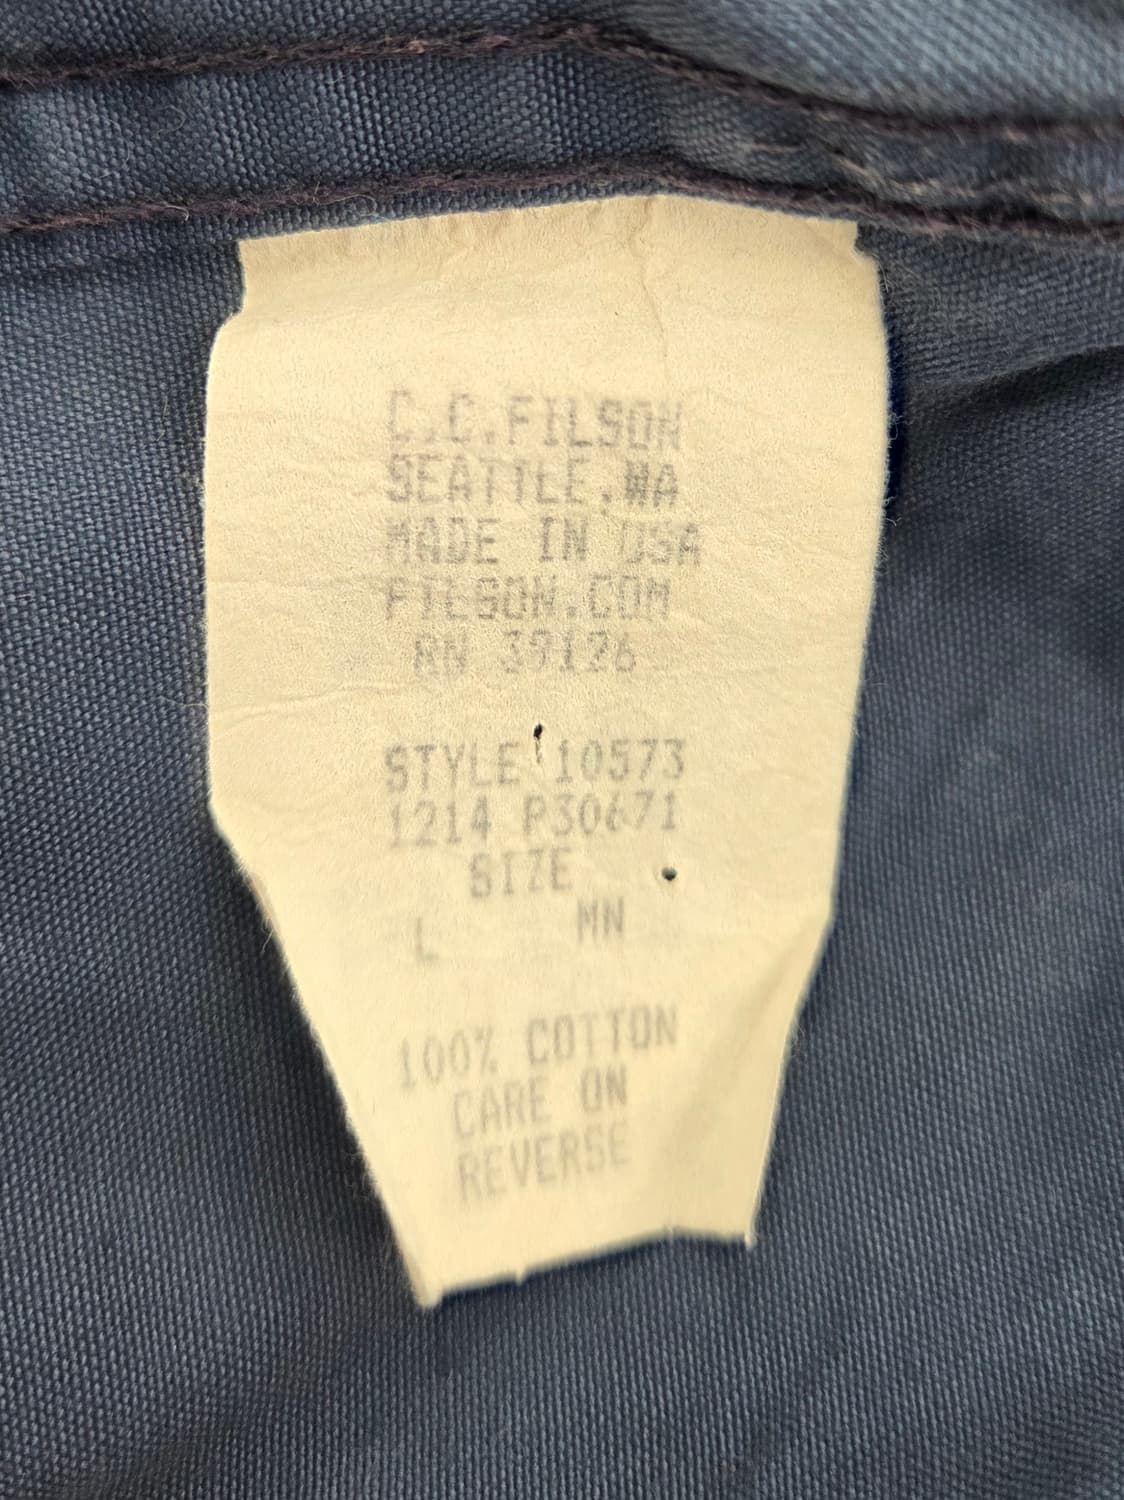 C.C.FILSON
SEATTLE,WA
MADE IN USA
FILSON.COM
RN 39126
STYLE 10573
1214 P30671
SIZE
L MN
100% COTTON
CARE ON
REVERSE